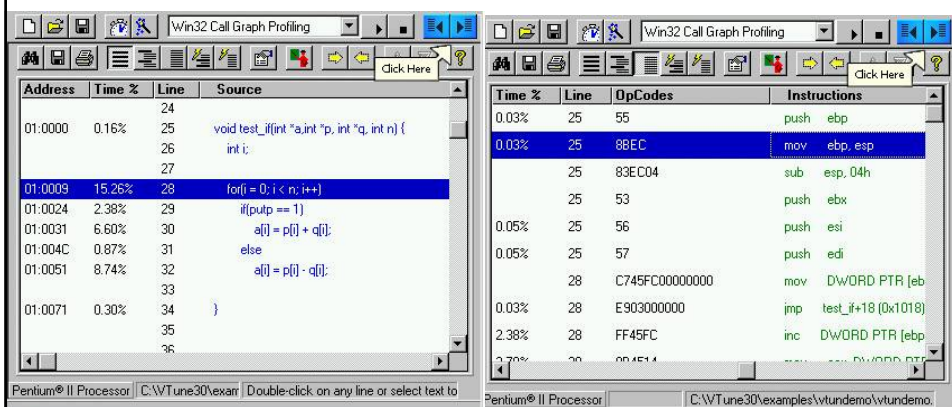 Win32 Call Graph Profiling
Click Here
Address Time % Line Source
24
01:0000 0.16% 25 void test_if(int *a,int *p, int *q, int n) {
26 int i;
27
01:0009 15.26% 28 for(i = 0; i < n; i++)
01:0024 2.38% 29 if(putp == 1)
01:0031 6.60% 30 a[i] = p[i] + q[i];
01:004C 0.87% 31 else
01:0051 8.74% 32 a[i] = p[i] - q[i];
33
01:0071 0.30% 34 }
35
36
Pentium® II Processor C:\VTune30\exam Double-click on any line or select text to
Win32 Call Graph Profiling
Click Here
Time % Line OpCodes Instructions
0.03% 25 55 push ebp
0.03% 25 8BEC mov ebp, esp
25 83EC04 sub esp, 04h
25 53 push ebx
0.05% 25 56 push esi
0.05% 25 57 push edi
28 C745FC00000000 mov DWORD PTR [eb
0.03% 28 E903000000 jmp test_if+18 (0x1018)
2.38% 28 FF45FC inc DWORD PTR [ebp
Pentium® II Processor C:\VTune30\examples\vtundemo\vtundemo.